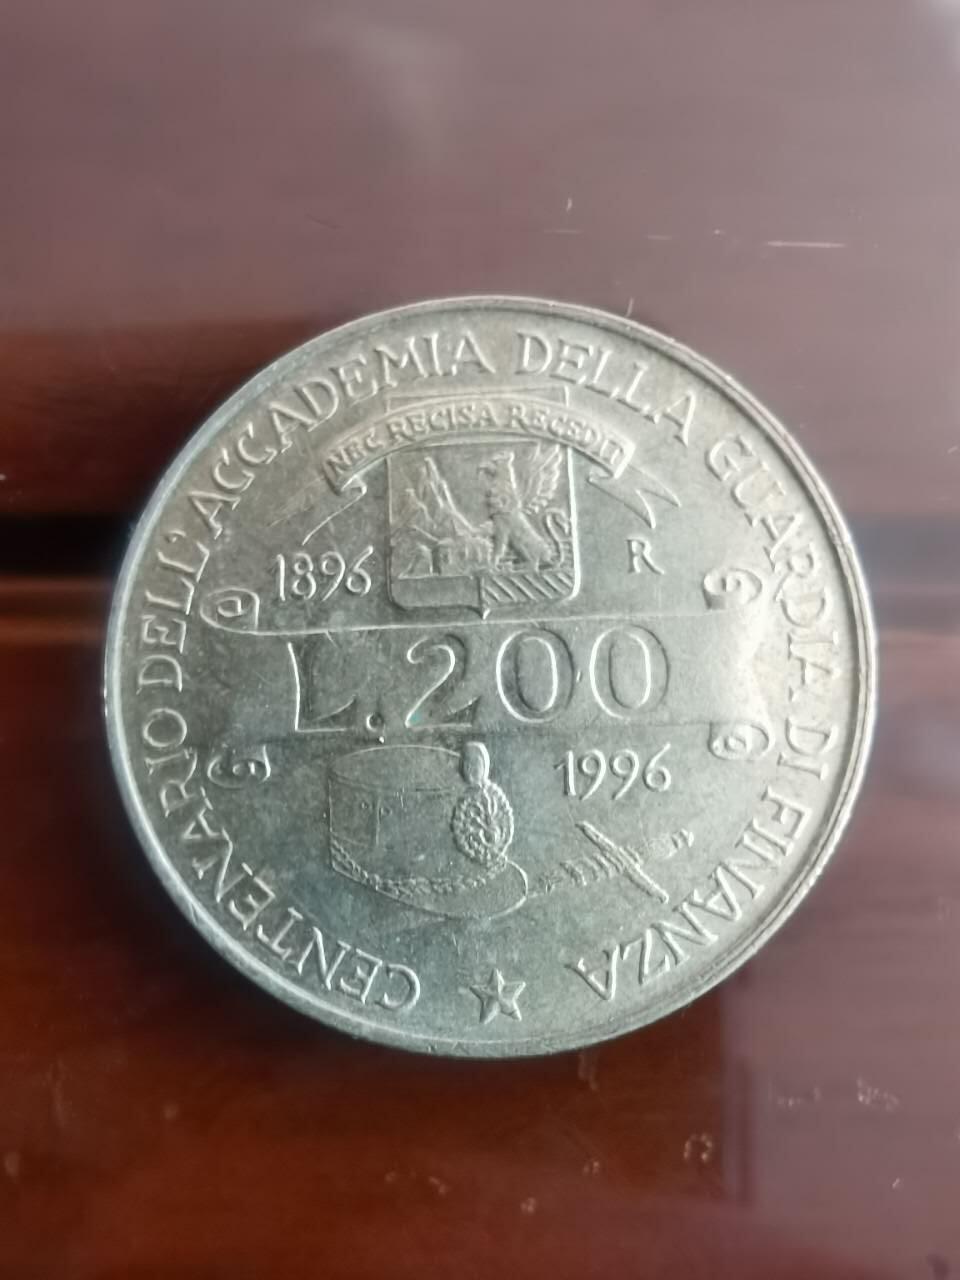 CENTENARIO DELL'ACCADEMIA DELLA GUARDIA DI FINANZA
NEC RECISA RECEDIT
1896
R
L.200
1996